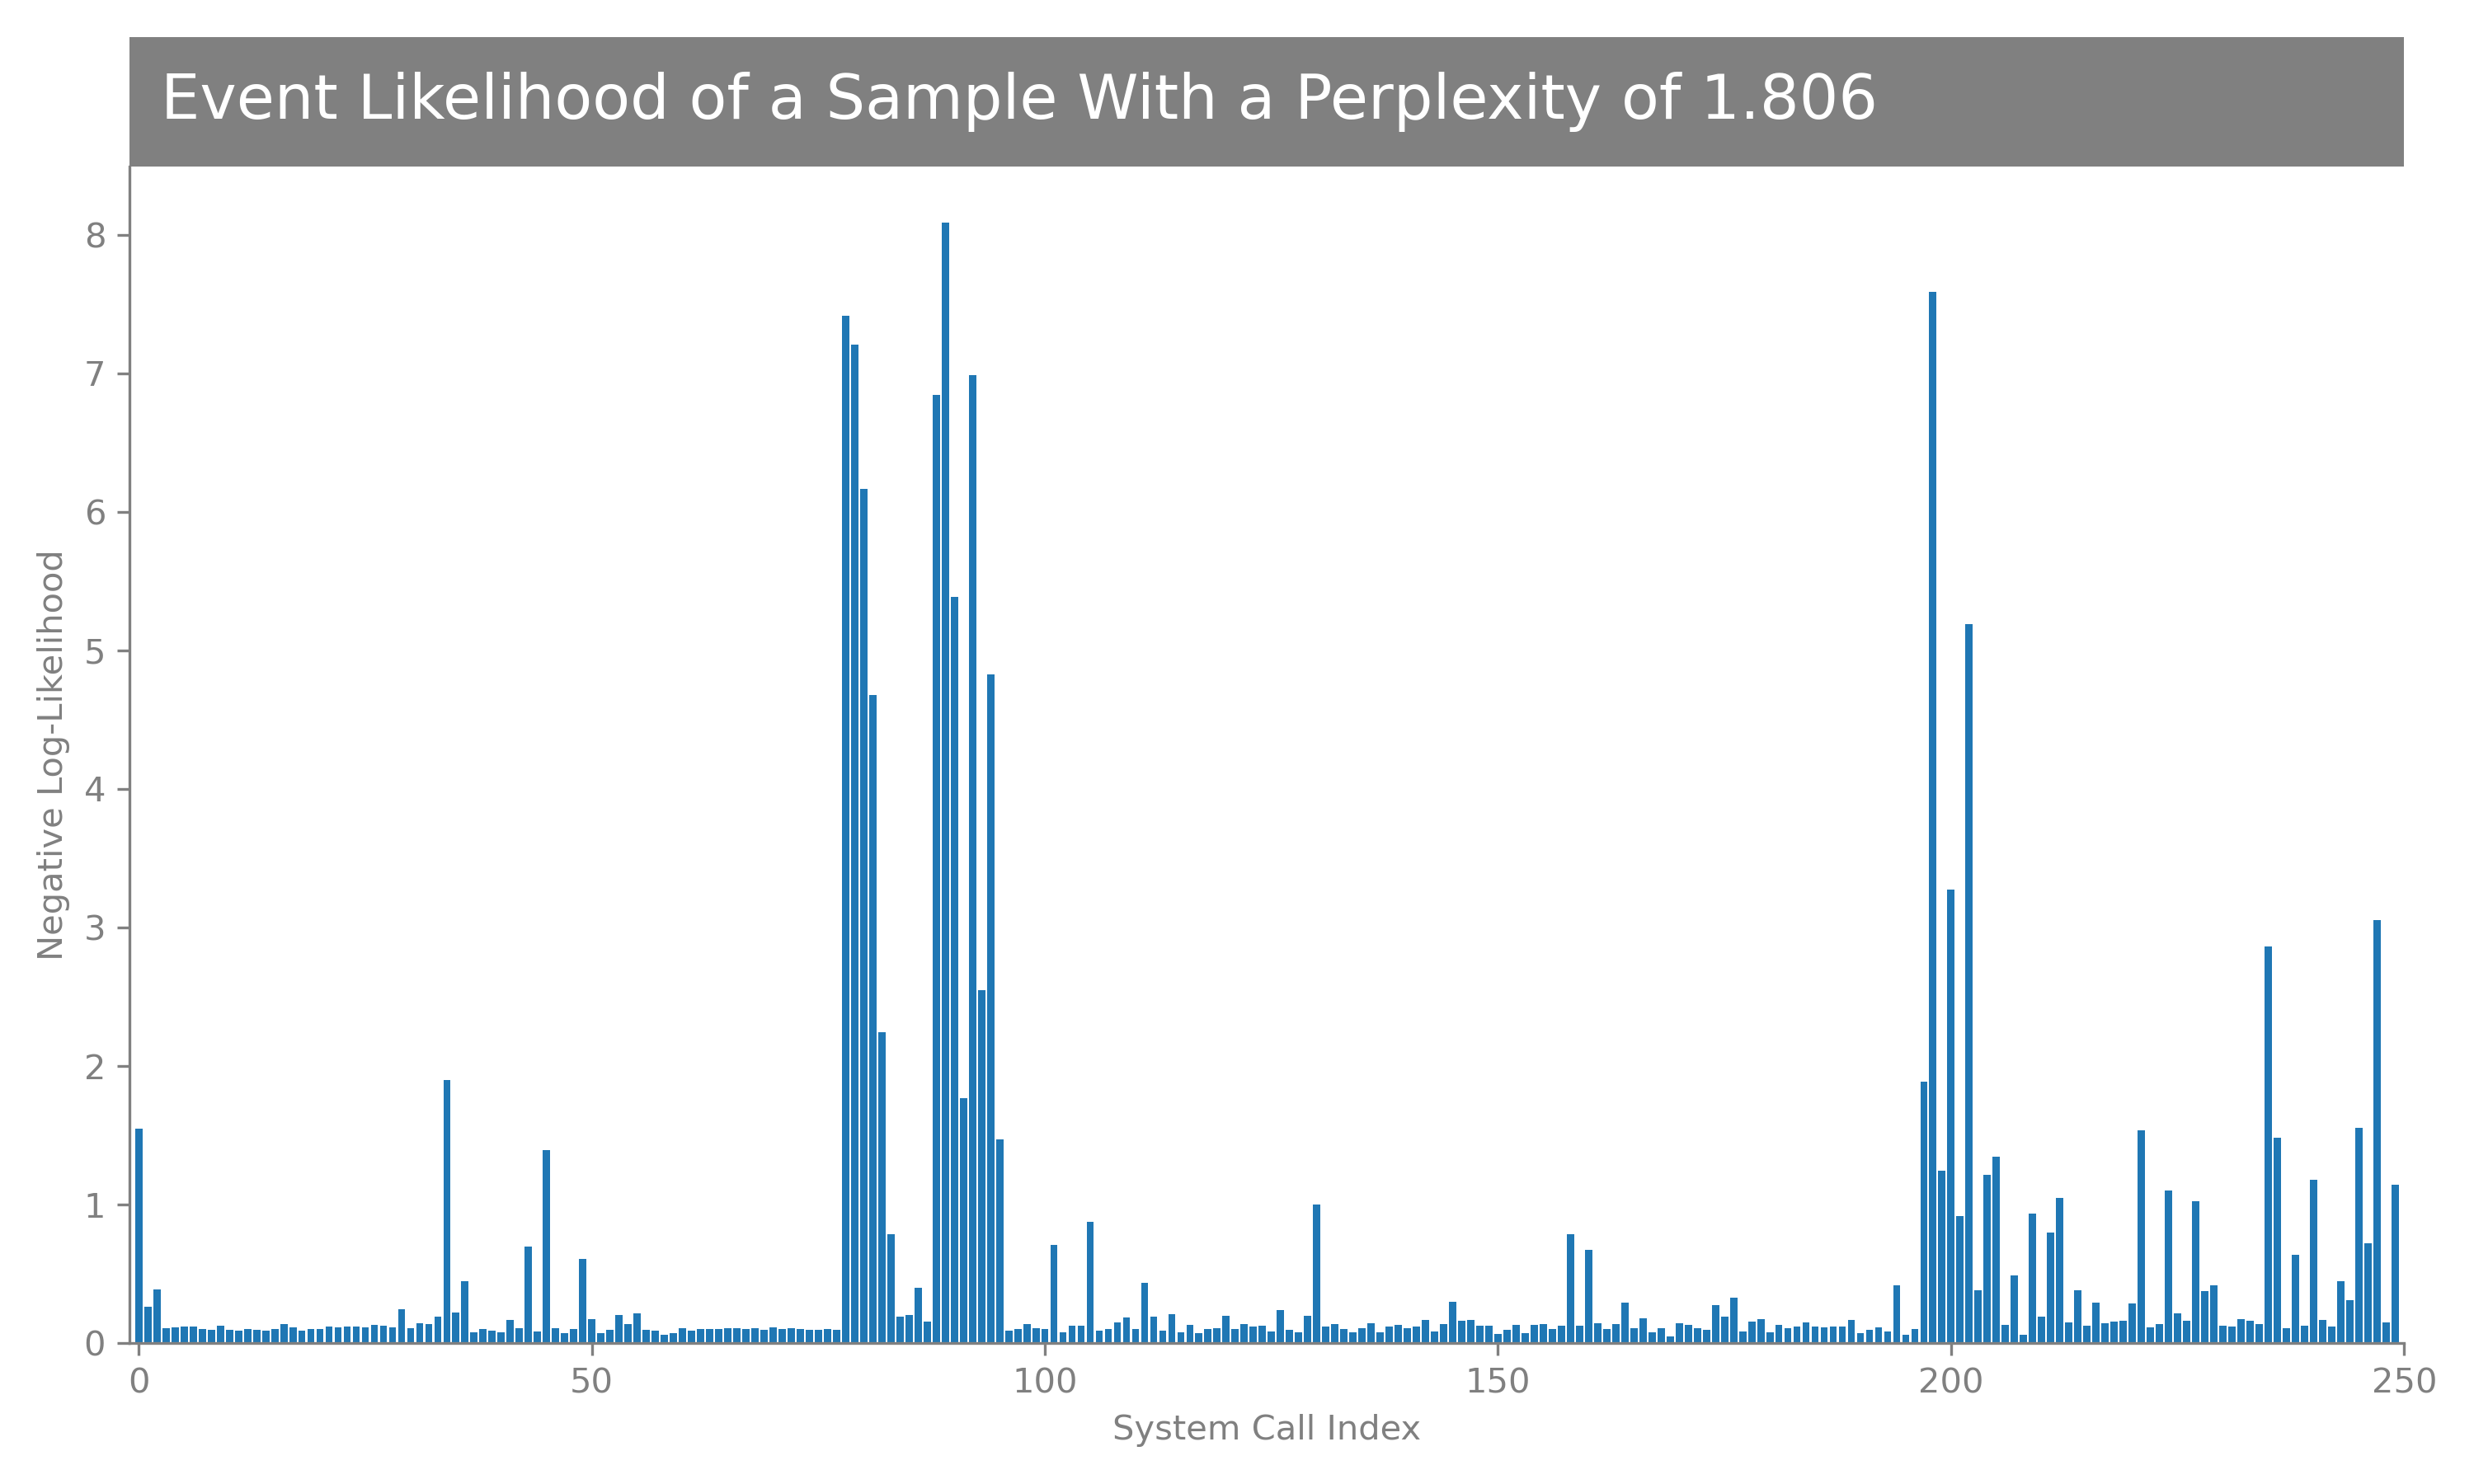 Event Likelihood of a Sample With a Perplexity of 1.806
8
7
6
5
4
3
2
1
0
Negative Log-Likelihood
0 50 100 150 200 250
System Call Index